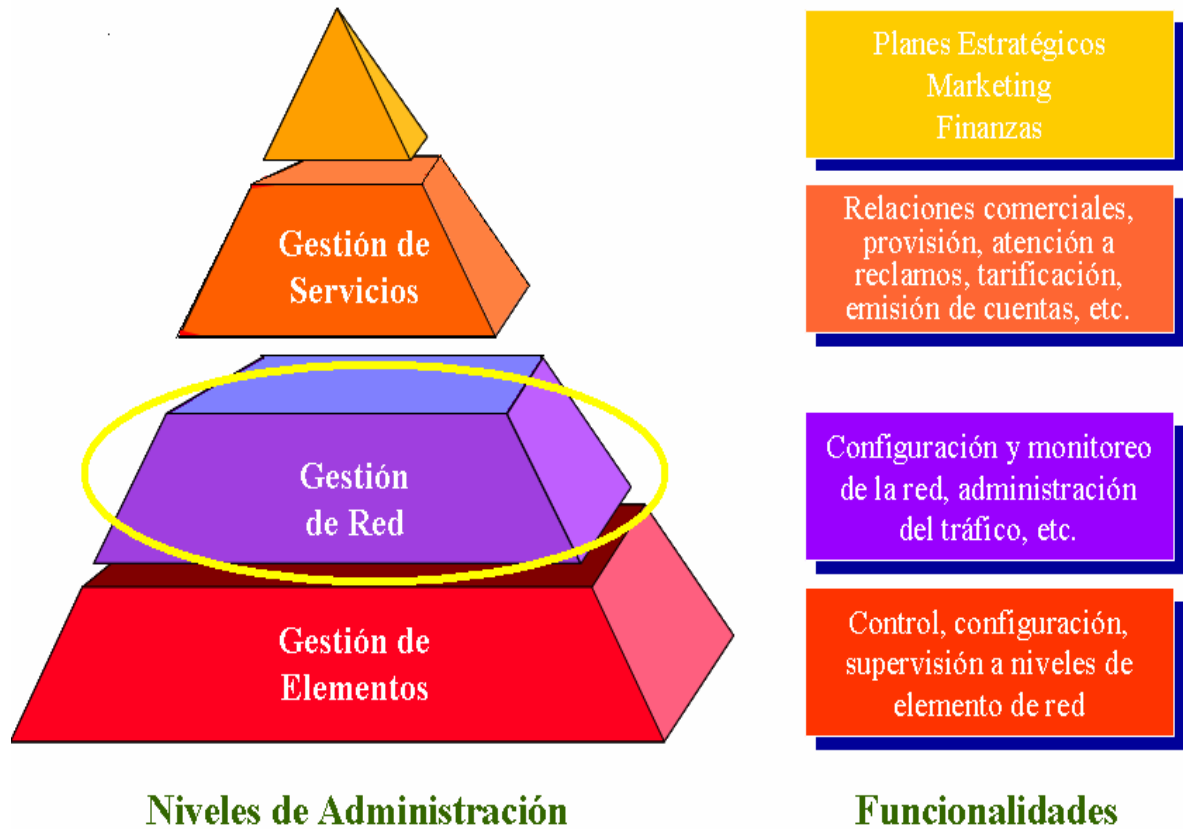 Planes Estratégicos
Marketing
Finanzas
Gestión de
Servicios
Relaciones comerciales,
provisión, atención a
reclamos, tarificación,
emisión de cuentas, etc.
Gestión
de Red
Configuración y monitoreo
de la red, administración
del tráfico, etc.
Gestión de
Elementos
Control, configuración,
supervisión a niveles de
elemento de red
Niveles de Administración
Funcionalidades